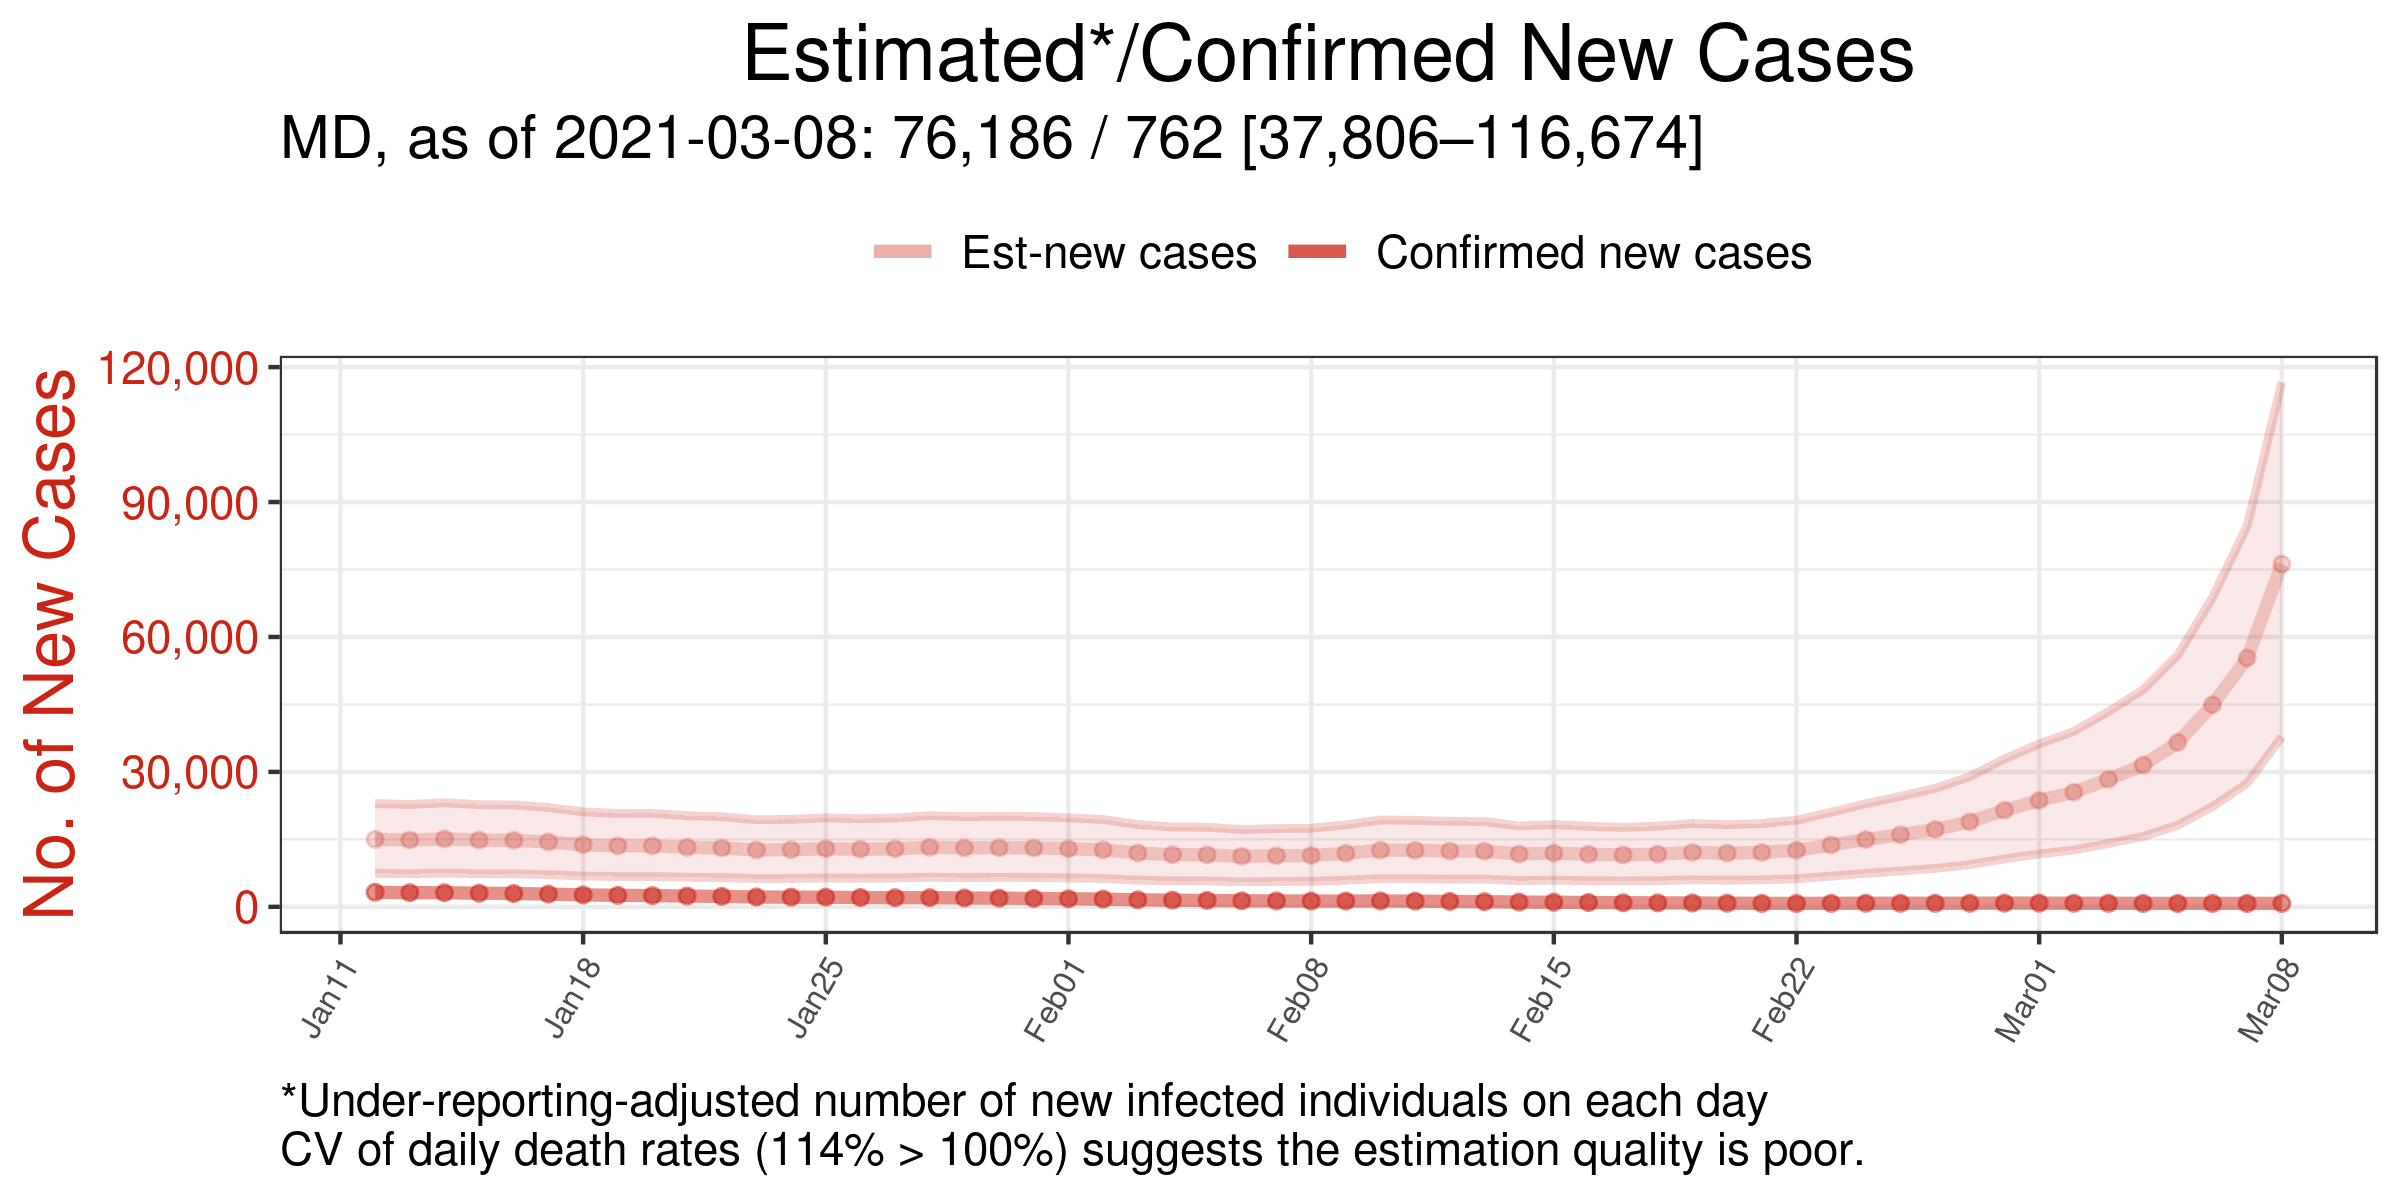 Estimated*/Confirmed New Cases
MD, as of 2021-03-08: 76,186 / 762 [37,806–116,674]
Est-new cases
Confirmed new cases
No. of New Cases
120,000
90,000
60,000
30,000
0
Jan11
Jan18
Jan25
Feb01
Feb08
Feb15
Feb22
Mar01
Mar08
*Under-reporting-adjusted number of new infected individuals on each day
CV of daily death rates (114% > 100%) suggests the estimation quality is poor.